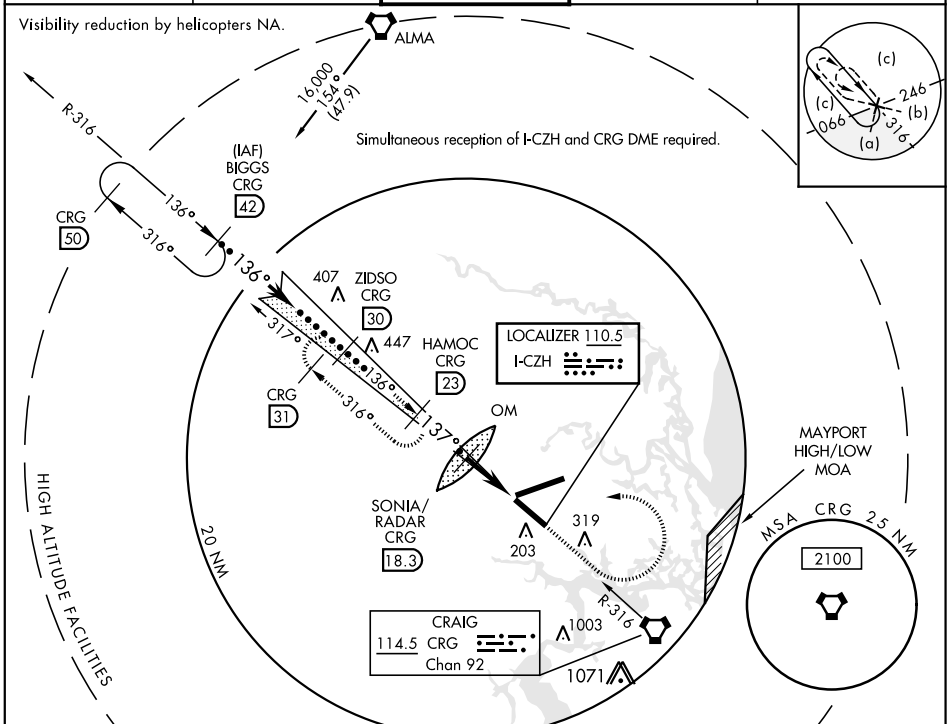 Visibility reduction by helicopters NA.
ALMA
16,000
154°
(47.9)
Simultaneous reception of I-CZH and CRG DME required.
(c)
(c)
246
066
(b)
316
(a)
R-316
(IAF)
BIGGS
CRG
42
136°
316°
CRG
50
136°
407
ZIDSO
CRG
30
317°
447
HAMOC
CRG
23
136°
CRG
31
316°
LOCALIZER 110.5
I-CZH
OM
137°
MAYPORT
HIGH/LOW
MOA
SONIA/
RADAR
CRG
18.3
203
319
MSA CRG 25 NM
2100
20 NM
HIGH ALTITUDE FACILITIES
R-316
CRAIG
114.5 CRG
Chan 92
1003
1071